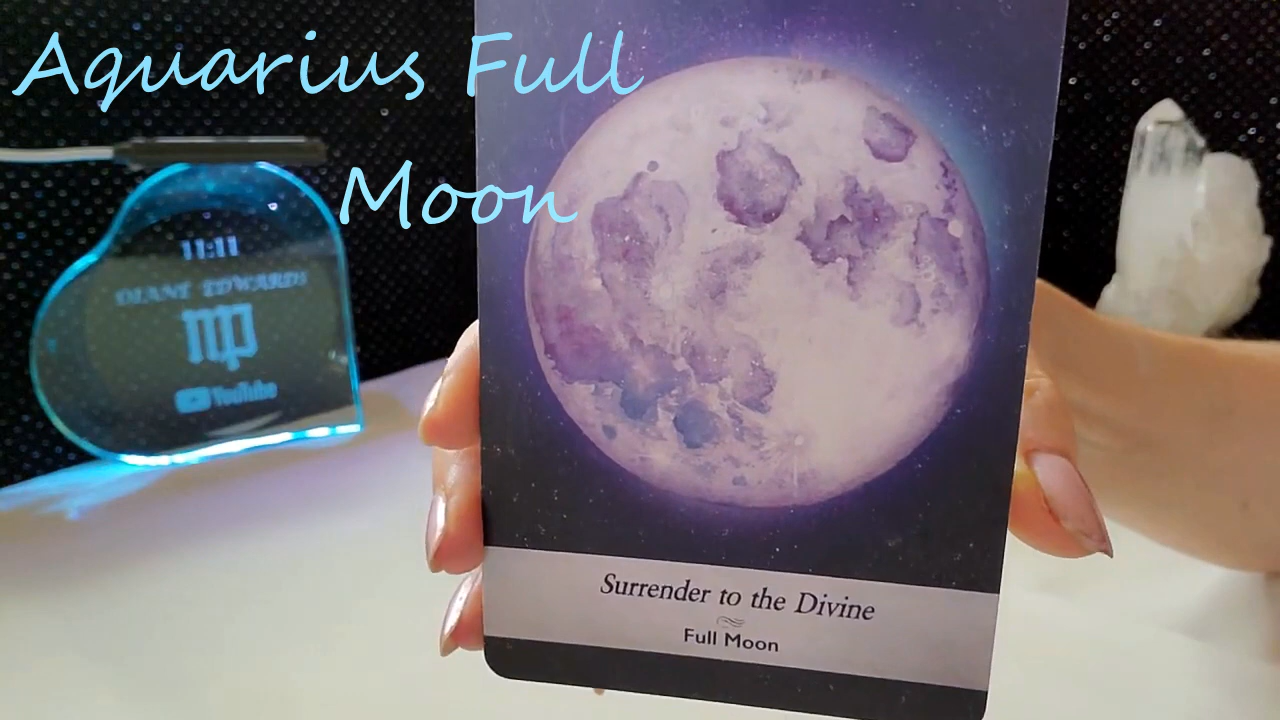 Aquarius Full
Moon
11:11
DIANE EDWARDS
♍
YouTube
Surrender to the Divine
Full Moon